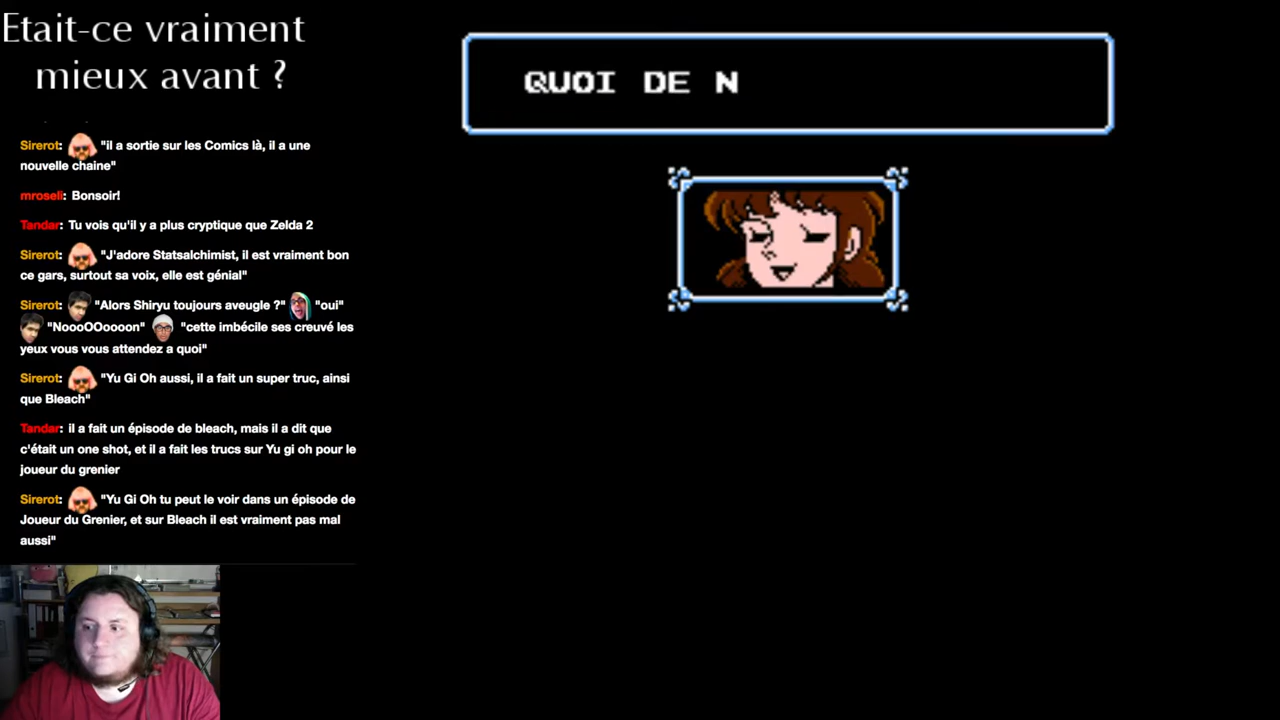 Etait-ce vraiment
mieux avant ?
Sirerot: "il a sortie sur les Comics là, il a une
nouvelle chaine"
mroseli: Bonsoir!
Tandar: Tu vois qu'il y a plus cryptique que Zelda 2
Sirerot: "J'adore Statsalchimist, il est vraiment bon
ce gars, surtout sa voix, elle est génial"
Sirerot: "Alors Shiryu toujours aveugle ?" "oui"
"NoooOOoooon" "cette imbécile ses creuvé les
yeux vous vous attendez a quoi"
Sirerot: "Yu Gi Oh aussi, il a fait un super truc, ainsi
que Bleach"
Tandar: il a fait un épisode de bleach, mais il a dit que
c'était un one shot, et il a fait les trucs sur Yu gi oh pour le
joueur du grenier
Sirerot: "Yu Gi Oh tu peut le voir dans un épisode de
Joueur du Grenier, et sur Bleach il est vraiment pas mal
aussi"
QUOI DE N